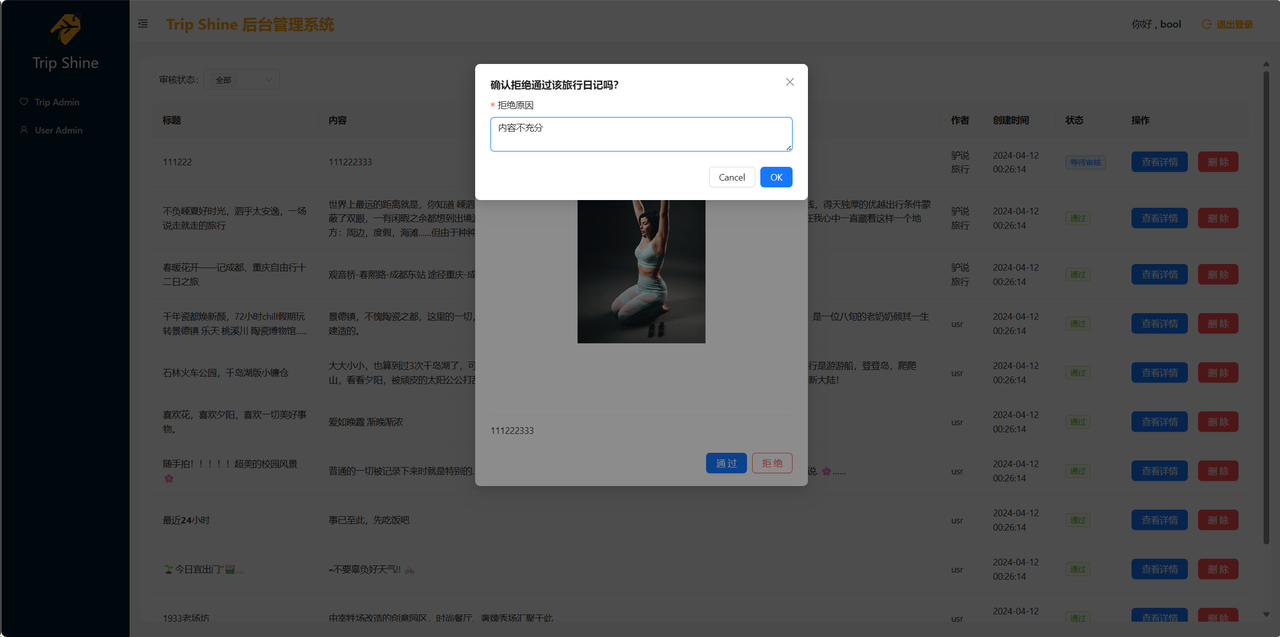 Trip Shine
Trip Admin
User Admin
Trip Shine 后台管理系统
你好 , bool
退出登录
审核状态:
全部
标题 内容 作者 创建时间 状态 操作
111222 111222333 驴说 2024-04-12 等待审核 查看详情 删 除
旅行 00:26:14
不负嵊夏好时光,泗乎太安逸,一场 世界上最远的距离就是,你知道 嵊泗 得天独厚的优越出行条件蒙 驴说 2024-04-12 通过 查看详情 删 除
说走就走的旅行 蔽了双眼,一有闲暇之余都想到出境 在我心中一直藏着这样一个地 旅行 00:26:14
方:周边,度假,海滩......但由于种种
春暖花开——记成都、重庆自由行十 观音桥-春熙路-成都东站 途径重庆-成 驴说 2024-04-12 通过 查看详情 删 除
二日之旅 旅行 00:26:14
千年瓷都焕新颜,72小时chill假期玩 景德镇,不愧陶瓷之都,这里的一切, 是一位八旬的老奶奶倾其一生 usr 2024-04-12 通过 查看详情 删 除
转景德镇 乐天 桃溪川 陶瓷博物馆..... 建造的。 00:26:14
石林火车公园,千岛湖版小镰仓 大大小小,也算到过3次千岛湖了,可 行是游游船,登登岛,爬爬 usr 2024-04-12 通过 查看详情 删 除
山,看看夕阳,被顽皮的太阳公公打 新大陆! 00:26:14
喜欢花,喜欢夕阳,喜欢一切美好事 爱如晚霞 渐晚渐浓 usr 2024-04-12 通过 查看详情 删 除
物。 00:26:14
随手拍!!!!!超美的校园风景 普通的一切被记录下来时就是特别的. 说. 🌸...... usr 2024-04-12 通过 查看详情 删 除
🌸 00:26:14
最近24小时 事已至此,先吃饭吧 usr 2024-04-12 通过 查看详情 删 除
00:26:14
🌴今日宜出门"🏞️.... ~不要辜负好天气!! 🚲 usr 2024-04-12 通过 查看详情 删 除
00:26:14
1933老场坊 由宰牲场改造的创意园区,时尚餐厅、奢牌秀场汇聚于此 usr 2024-04-12 通过 查看详情 删 除
确认拒绝通过该旅行日记吗?
* 拒绝原因
内容不充分
Cancel OK
111222333
通 过 拒 绝